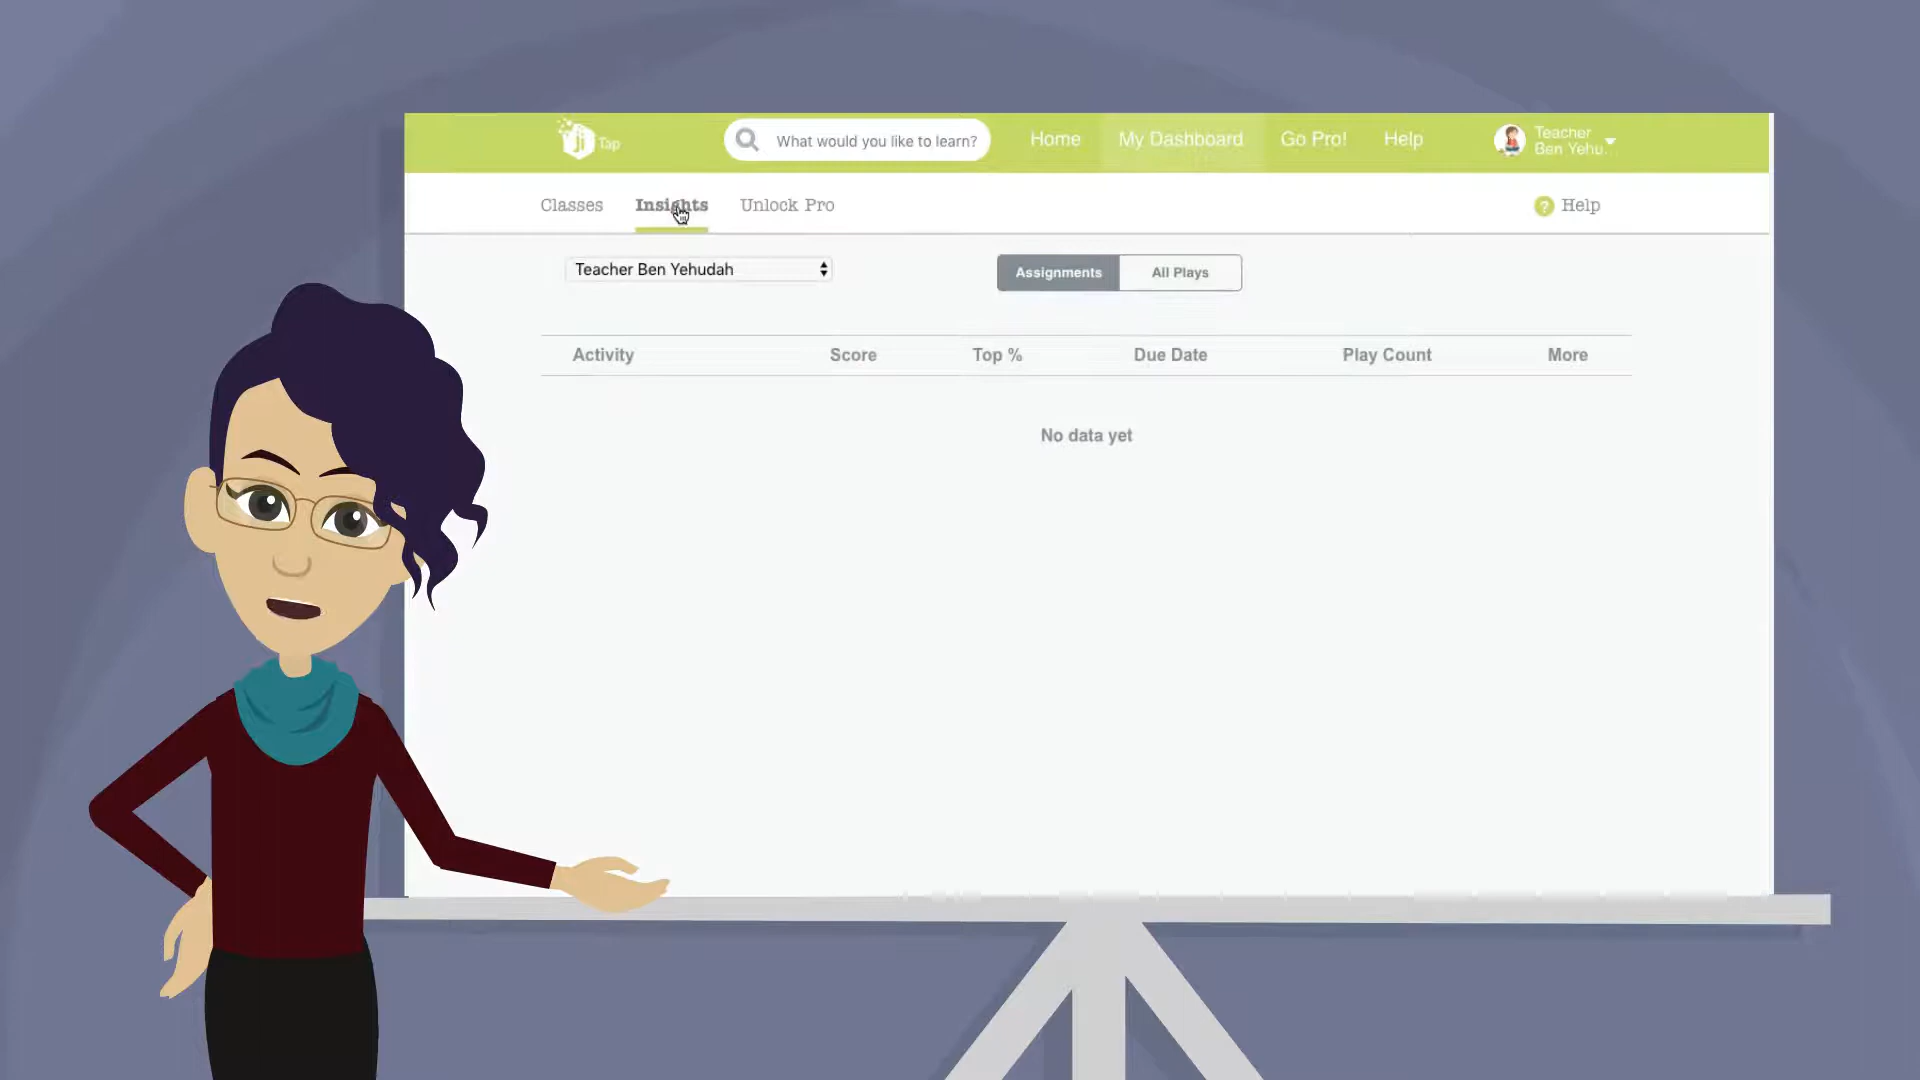 ji Tap
What would you like to learn?
Home
My Dashboard
Go Pro!
Help
Teacher
Ben Yehu...
Classes
Insights
Unlock Pro
? Help
Teacher Ben Yehudah
Assignments
All Plays
Activity
Score
Top %
Due Date
Play Count
More
No data yet